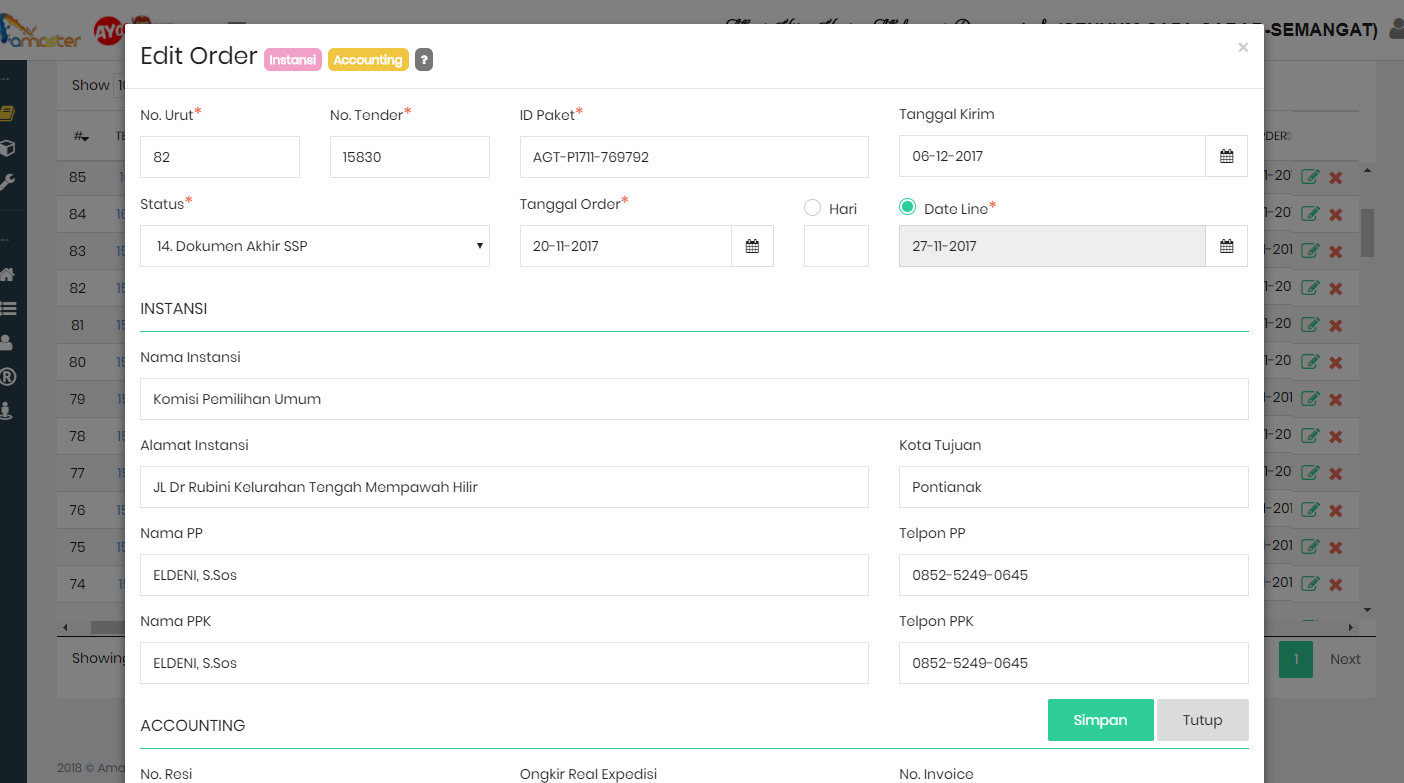 amaster
AYO
-SEMANGAT)
Edit Order Instansi Accounting ?
×
Show 10
#
RDER
No. Urut* No. Tender* ID Paket* Tanggal Kirim
82 15830 AGT-P1711-769792 06-12-2017
Status* Tanggal Order* Hari Date Line*
14. Dokumen Akhir SSP 20-11-2017 27-11-2017
INSTANSI
Nama Instansi
Komisi Pemilihan Umum
Alamat Instansi Kota Tujuan
JL Dr Rubini Kelurahan Tengah Mempawah Hilir Pontianak
Nama PP Telpon PP
ELDENI, S.Sos 0852-5249-0645
Nama PPK Telpon PPK
ELDENI, S.Sos 0852-5249-0645
ACCOUNTING Simpan Tutup
No. Resi Ongkir Real Expedisi No. Invoice
85
84
83
82
81
80
79
78
77
76
75
74
Showing
1 Next
2018 © Ama